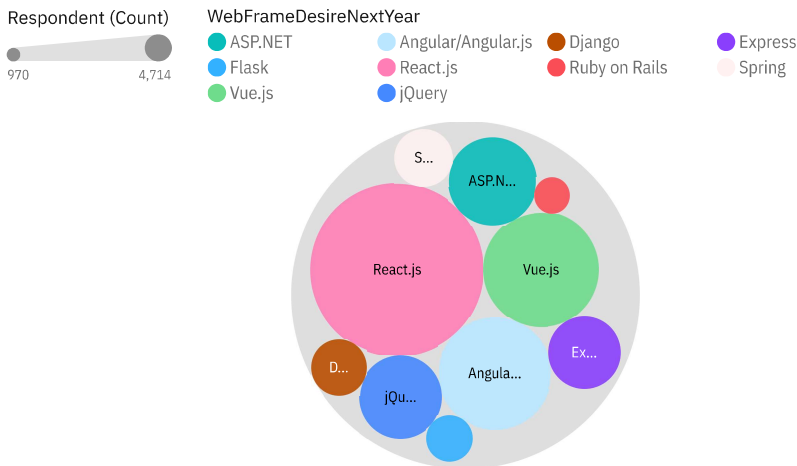 Respondent (Count)
970 4,714
WebFrameDesireNextYear
ASP.NET Angular/Angular.js Django Express
Flask React.js Ruby on Rails Spring
Vue.js jQuery
S...
ASP.N...
React.js
Vue.js
D...
Ex...
Angula...
jQu...